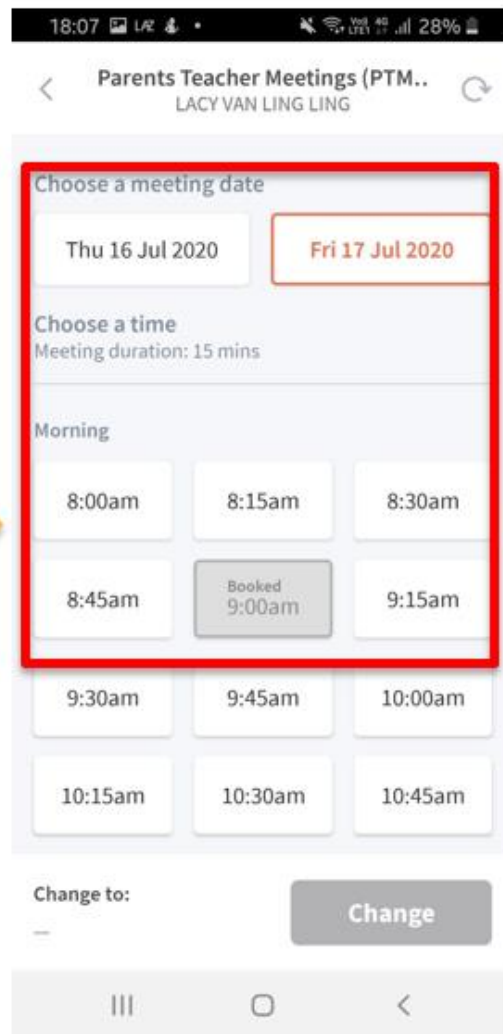 18:07 28%
Parents Teacher Meetings (PTM..
LACY VAN LING LING
Choose a meeting date
Thu 16 Jul 2020 Fri 17 Jul 2020
Choose a time
Meeting duration: 15 mins
Morning
8:00am 8:15am 8:30am
8:45am Booked 9:00am 9:15am
9:30am 9:45am 10:00am
10:15am 10:30am 10:45am
Change to:
—
Change